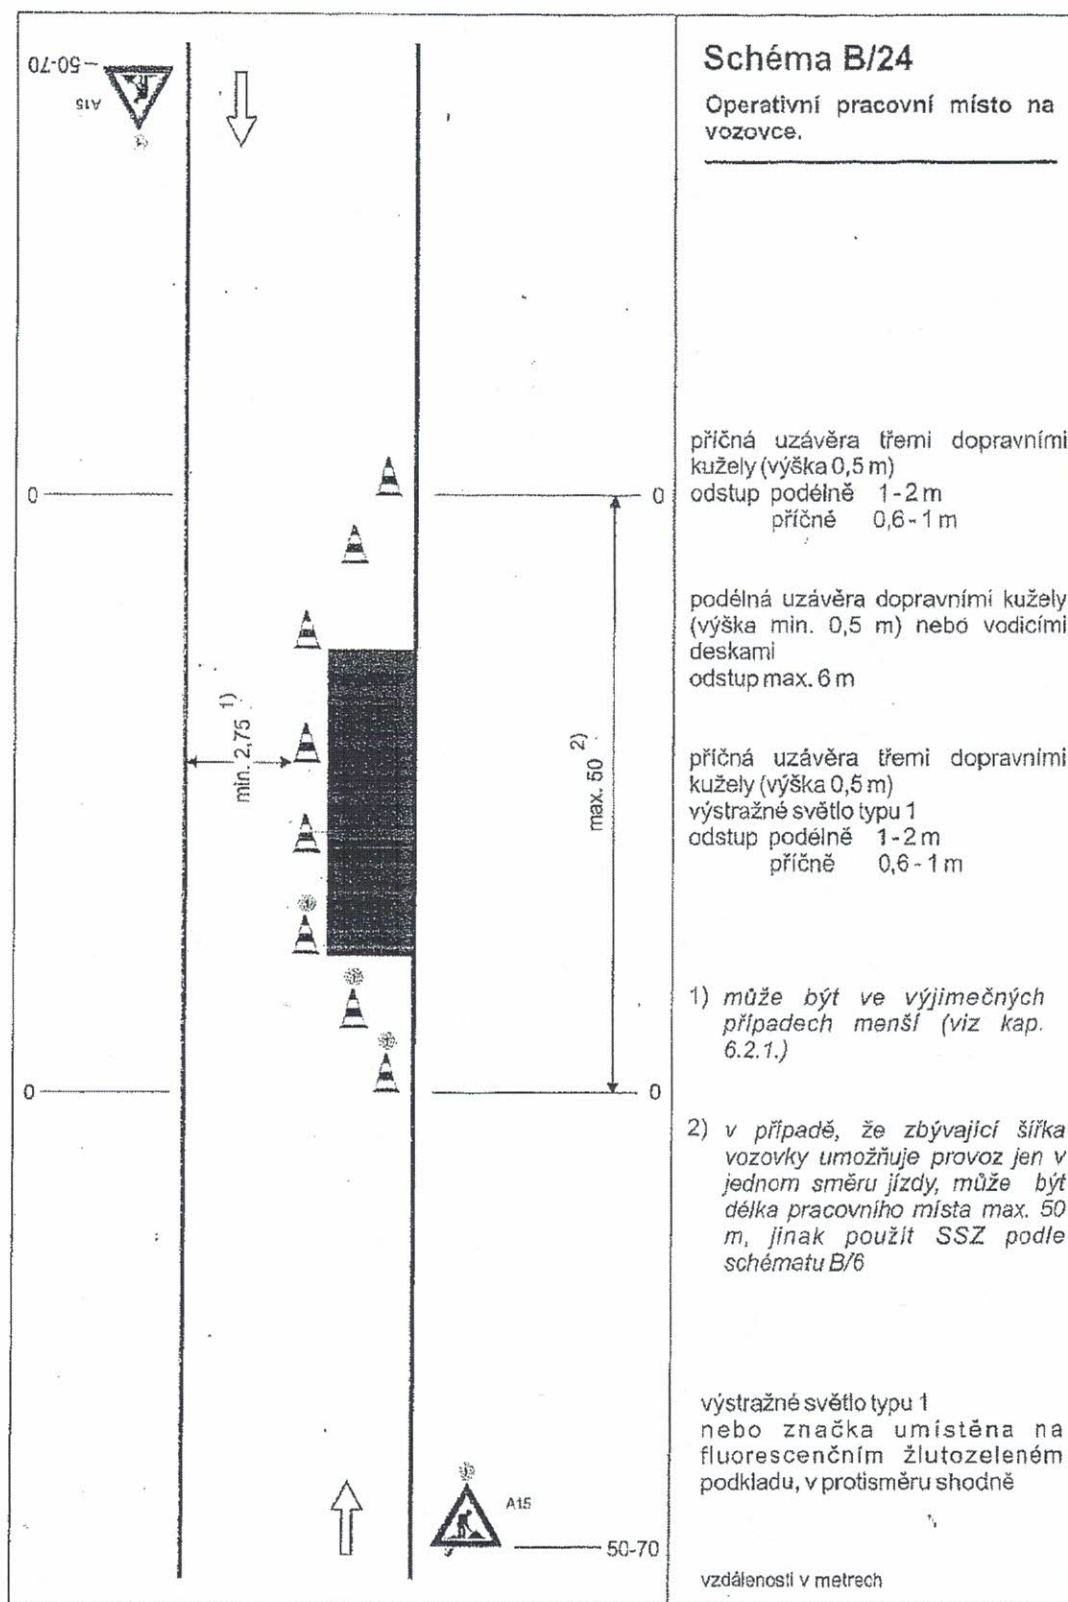 Schéma B/24
Operativní pracovní místo na
vozovce.
50-70
A15
0
0
příčná uzávěra třemi dopravními
kužely (výška 0,5 m)
odstup podélně 1-2 m
příčné 0,6-1 m
podélná uzávěra dopravními kužely
(výška min. 0,5 m) nebo vodicími
deskami
odstup max. 6 m
min. 2,75 1)
max. 50 2)
příčná uzávěra třemi dopravními
kužely (výška 0,5 m)
výstražné světlo typu 1
odstup podélně 1-2 m
příčně 0,6-1 m
1
1
1
0
0
1) může být ve výjimečných
případech menší (viz kap.
6.2.1.)
2) v případě, že zbývající šířka
vozovky umožňuje provoz jen v
jednom směru jízdy, může být
délka pracovního místa max. 50
m, jinak použít SSZ podle
schématu B/6
výstražné světlo typu 1
nebo značka umístěna na
fluorescenčním žlutozeleném
podkladu, v protisměru shodně
1
A15
50-70
vzdálenosti v metrech